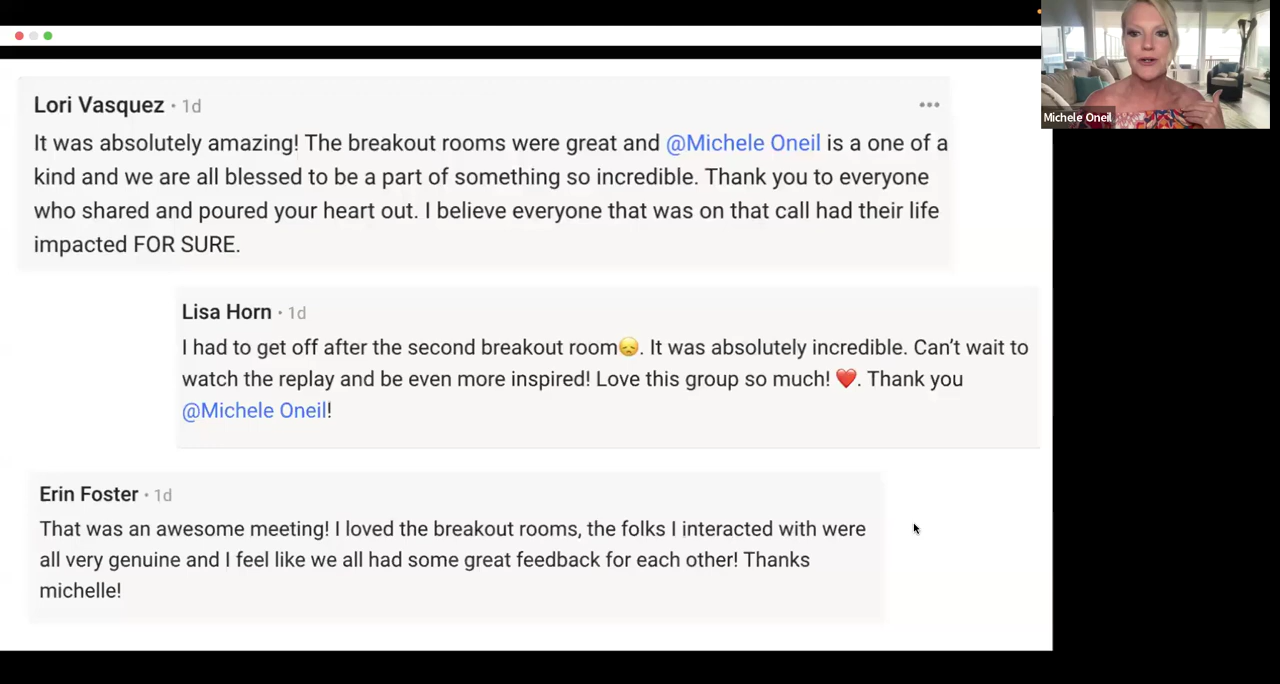 Lori Vasquez • 1d
It was absolutely amazing! The breakout rooms were great and @Michele Oneil is a one of a
kind and we are all blessed to be a part of something so incredible. Thank you to everyone
who shared and poured your heart out. I believe everyone that was on that call had their life
impacted FOR SURE.
Lisa Horn • 1d
I had to get off after the second breakout room😞. It was absolutely incredible. Can’t wait to
watch the replay and be even more inspired! Love this group so much! ❤️. Thank you
@Michele Oneil!
Erin Foster • 1d
That was an awesome meeting! I loved the breakout rooms, the folks I interacted with were
all very genuine and I feel like we all had some great feedback for each other! Thanks
michelle!
Michele Oneil